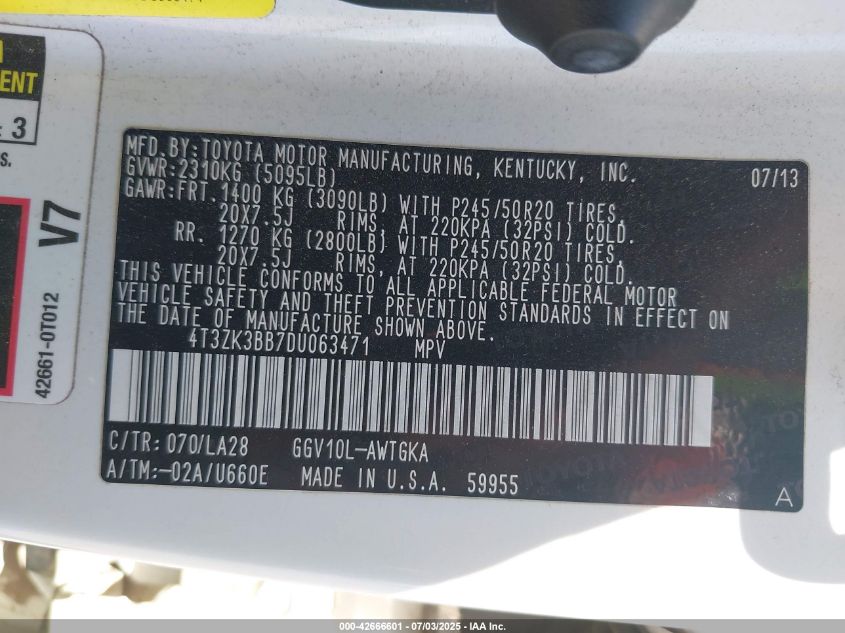 ENT
3
S.
V7
42661-0T012
MFD.BY:TOYOTA MOTOR MANUFACTURING, KENTUCKY, INC. 07/13
GVWR:2310KG (5095LB)
GAWR:FRT.1400 KG (3090LB) WITH P245/50R20 TIRES,
20X7.5J RIMS, AT 220KPA (32PSI) COLD.
RR. 1270 KG (2800LB) WITH P245/50R20 TIRES,
20X7.5J RIMS, AT 220KPA (32PSI) COLD.
THIS VEHICLE CONFORMS TO ALL APPLICABLE FEDERAL MOTOR
VEHICLE SAFETY AND THEFT PREVENTION STANDARDS IN EFFECT ON
THE DATE OF MANUFACTURE SHOWN ABOVE.
4T3ZK3BB7DU063471 MPV
C/TR: 070/LA28 GGV10L-AWTGKA
A/TM:-02A/U660E MADE IN U.S.A. 59955
A
000-42666601 - 07/03/2025 - IAA Inc.